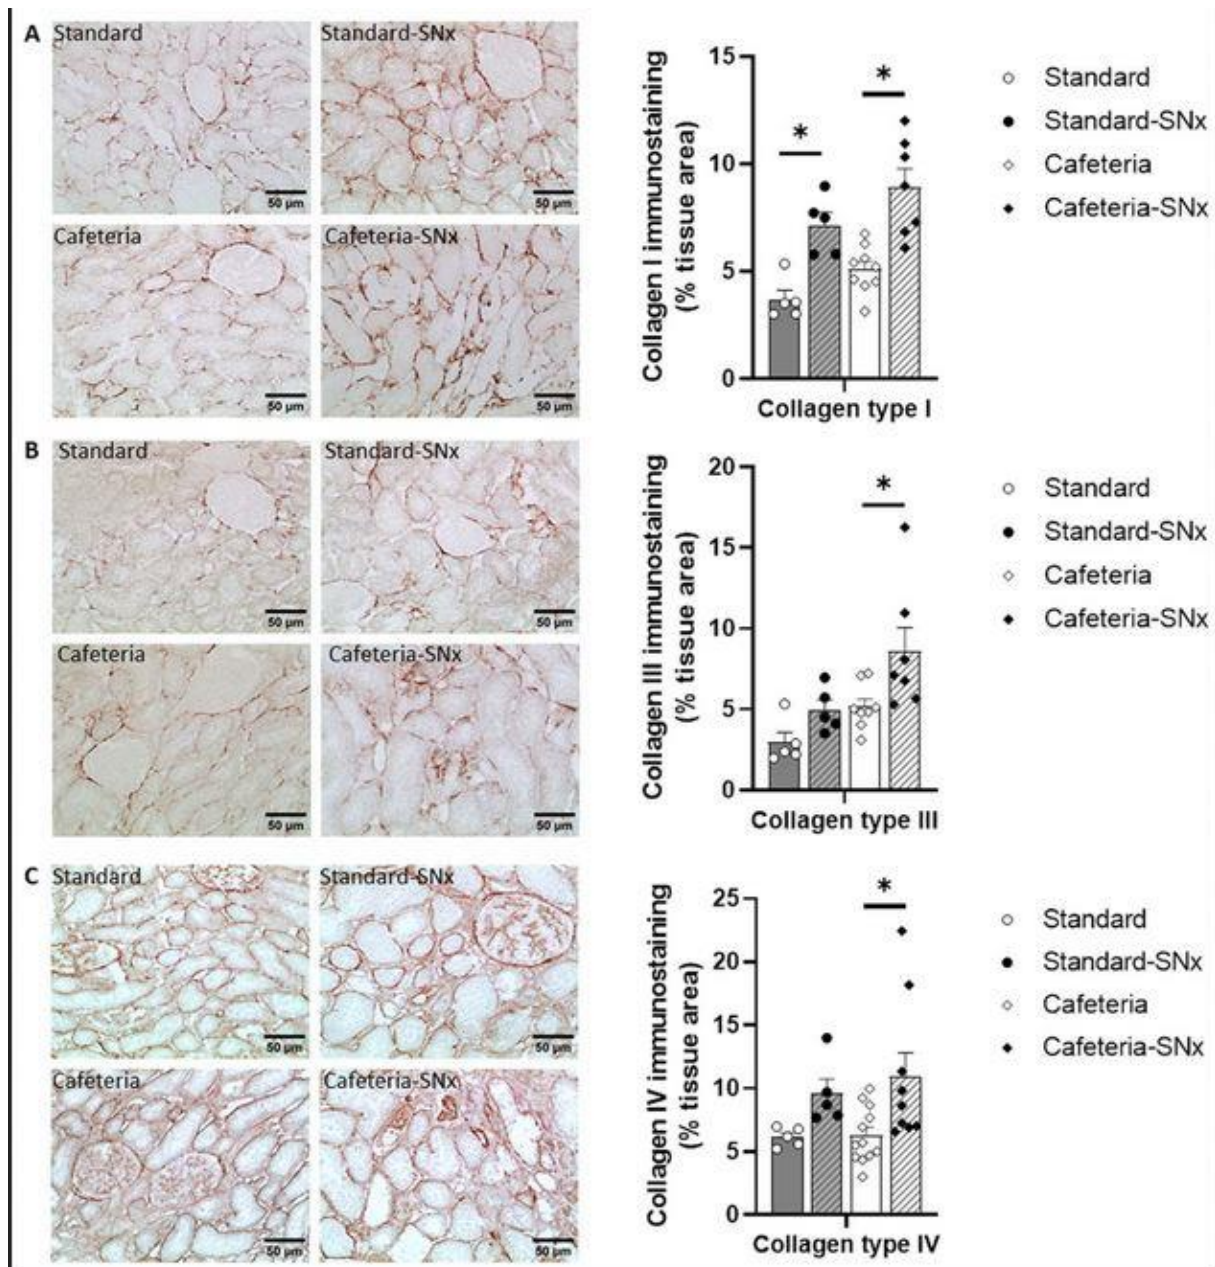 A
Standard
Standard-SNx
50 µm
50 µm
Cafeteria
Cafeteria-SNx
50 µm
50 µm
Collagen I immunostaining
(% tissue area)
15
10
5
0
*
*
Collagen type I
Standard
Standard-SNx
Cafeteria
Cafeteria-SNx
B
Standard
Standard-SNx
50 µm
50 µm
Cafeteria
Cafeteria-SNx
50 µm
50 µm
Collagen III immunostaining
(% tissue area)
20
15
10
5
0
*
Collagen type III
Standard
Standard-SNx
Cafeteria
Cafeteria-SNx
C
Standard
Standard-SNx
50 µm
50 µm
Cafeteria
Cafeteria-SNx
50 µm
50 µm
Collagen IV immunostaining
(% tissue area)
25
20
15
10
5
0
*
Collagen type IV
Standard
Standard-SNx
Cafeteria
Cafeteria-SNx